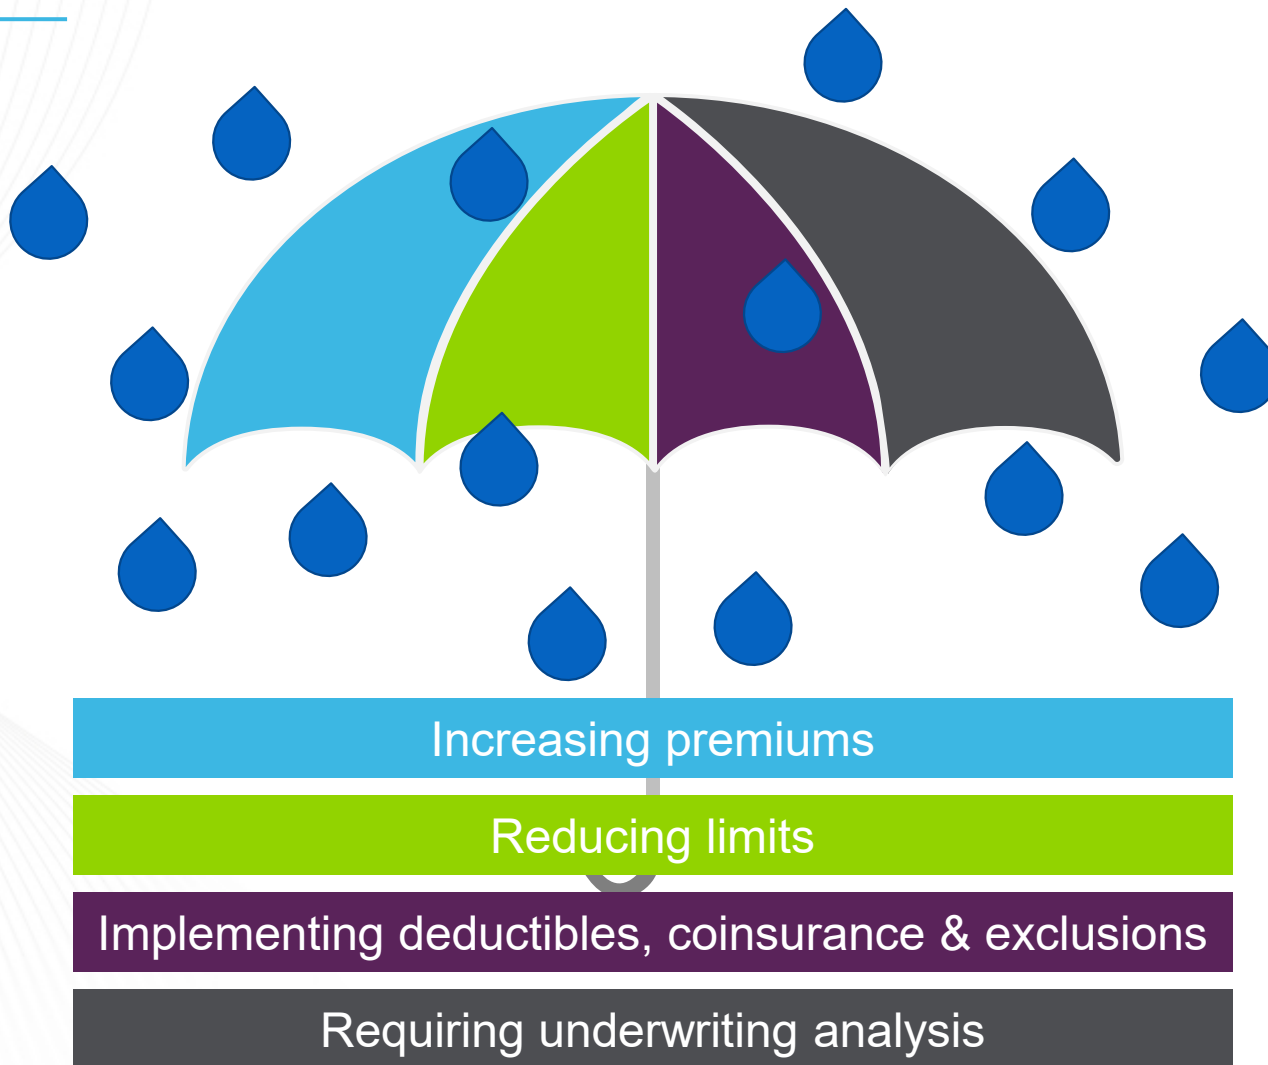 Increasing premiums
Reducing limits
Implementing deductibles, coinsurance & exclusions
Requiring underwriting analysis